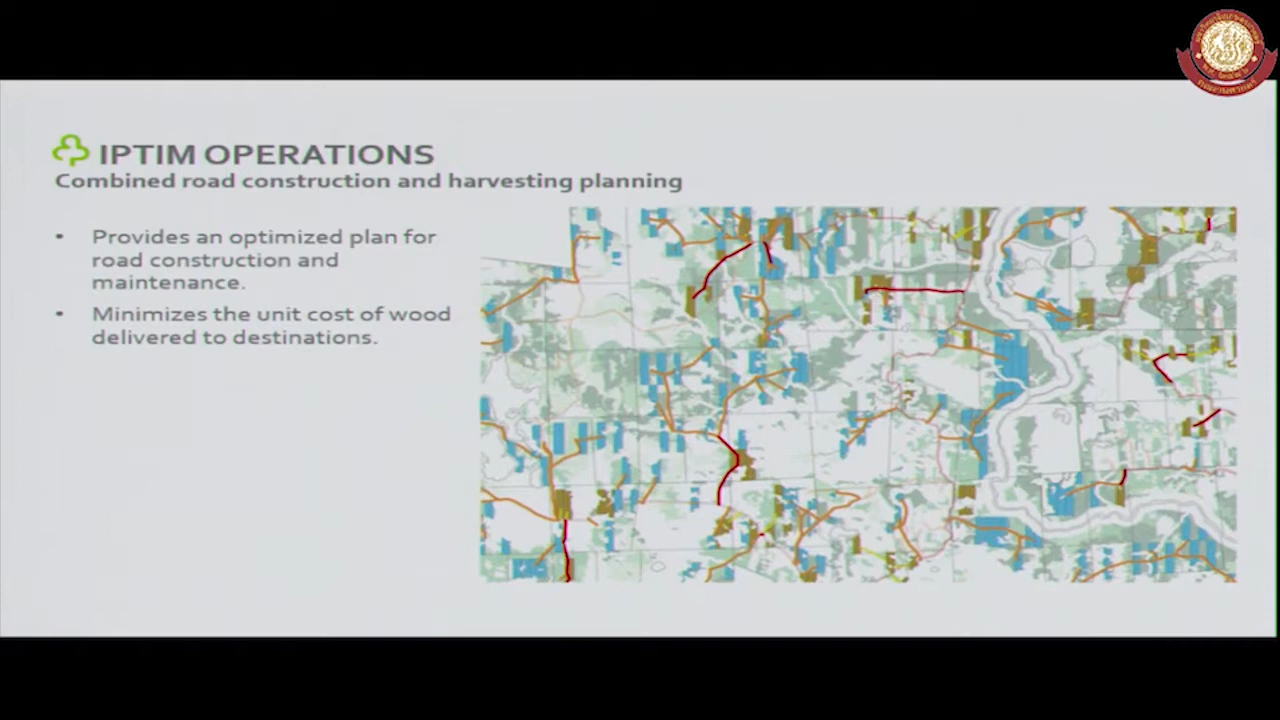 IPTIM OPERATIONS
Combined road construction and harvesting planning
• Provides an optimized plan for
road construction and
maintenance.
• Minimizes the unit cost of wood
delivered to destinations.